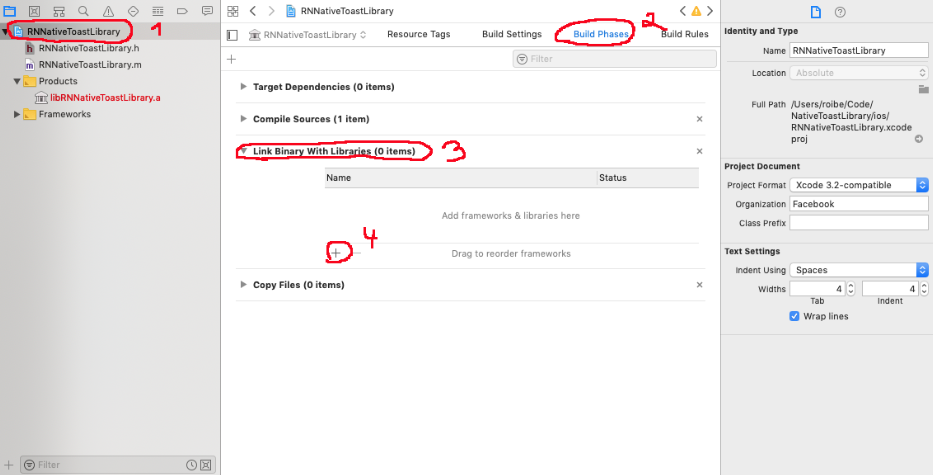 RNNativeToastLibrary 1
RNNativeToastLibrary.h
RNNativeToastLibrary.m
Products
libRNNativeToastLibrary.a
Frameworks
Filter
RNNativeToastLibrary
RNNativeToastLibrary Resource Tags Build Settings Build Phases 2 Build Rules
Filter
Target Dependencies (0 items)
Compile Sources (1 item)
Link Binary With Libraries (0 items) 3
Name Status
Add frameworks & libraries here
4
Drag to reorder frameworks
Copy Files (0 items)
Identity and Type
Name RNNativeToastLibrary
Location Absolute
Full Path /Users/roibe/Code/
NativeToastLibrary/ios/
RNNativeToastLibrary.xcode
proj
Project Document
Project Format Xcode 3.2-compatible
Organization Facebook
Class Prefix
Text Settings
Indent Using Spaces
Widths 4 4
Tab Indent
Wrap lines